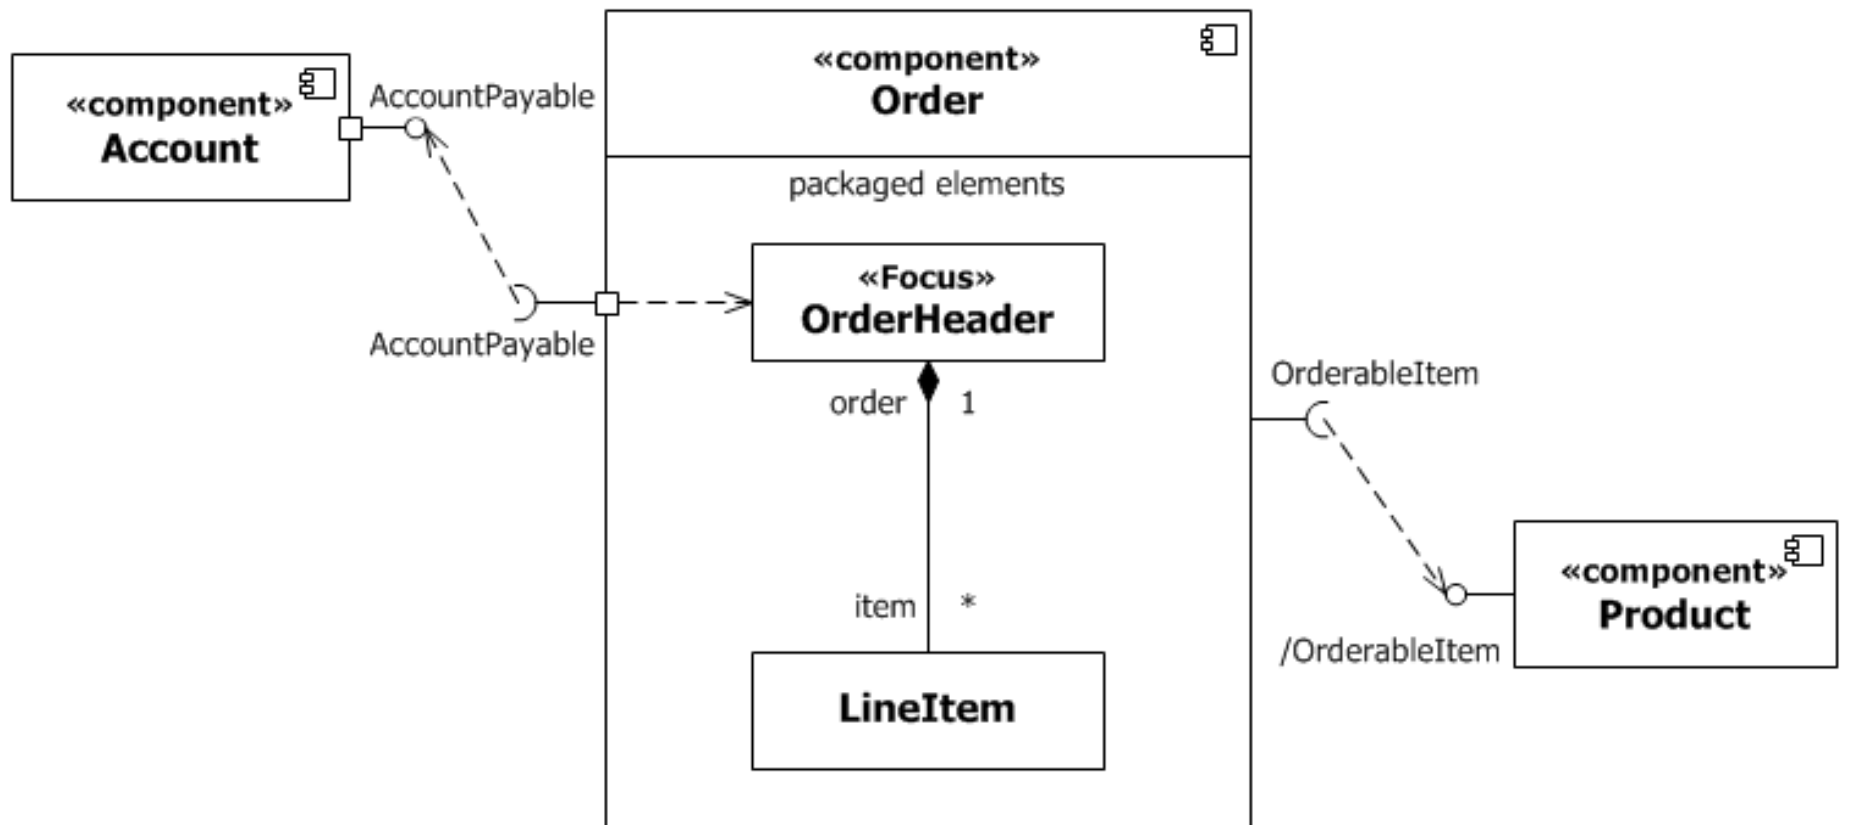 «component»
Account
AccountPayable
AccountPayable
«component»
Order
packaged elements
«Focus»
OrderHeader
order 1
item *
LineItem
OrderableItem
/OrderableItem
«component»
Product